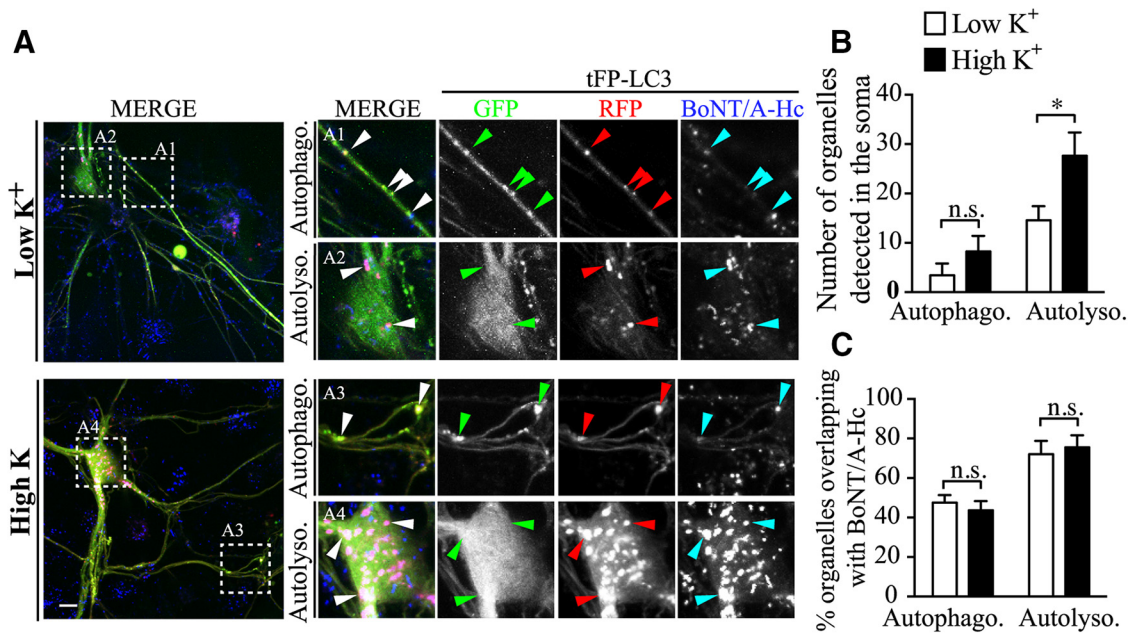 A
tFP-LC3
MERGE
MERGE
GFP
RFP
BoNT/A-Hc
Low K+
A2
A1
Autophago.
A1
Autolyso.
A2
High K
A4
A3
Autophago.
A3
Autolyso.
A4
B
Low K+
High K+
Number of organelles
detected in the soma
40
30
20
10
0
n.s.
*
Autophago.
Autolyso.
C
% organelles overlapping
with BoNT/A-Hc
100
80
60
40
20
0
n.s.
n.s.
Autophago.
Autolyso.